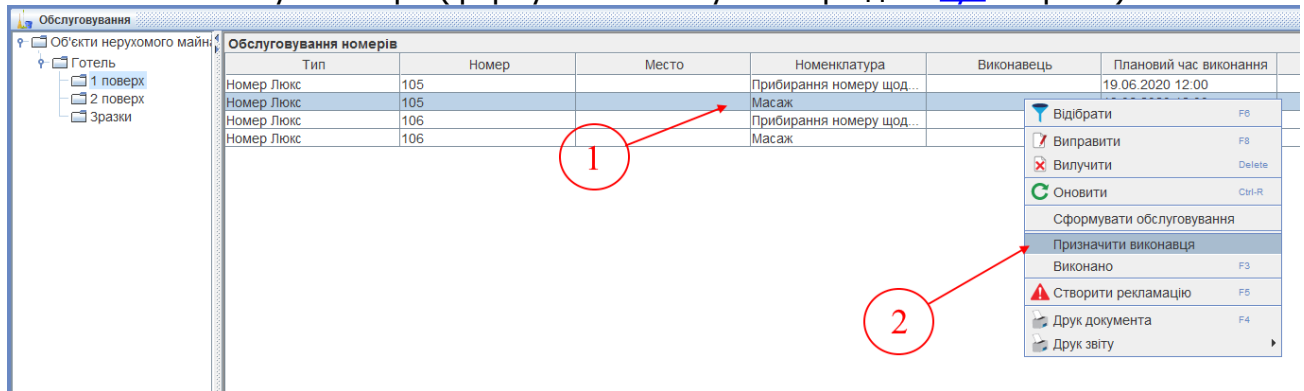 Обслуговування
Об'єкти нерухомого майна
Готель
1 поверх
2 поверх
Зразки
Обслуговування номерів
Тип Номер Место Номенклатура Виконавець Плановий час виконання
Номер Люкс 105 Прибирання номеру щод... 19.06.2020 12:00
Номер Люкс 105 Масаж
Номер Люкс 106 Прибирання номеру щод...
Номер Люкс 106 Масаж
1
Відібрати F6
Виправити F8
Вилучити Delete
Оновити Ctrl-R
Сформувати обслуговування
Призначити виконавця
Виконано F3
Створити рекламацію F5
Друк документа F4
Друк звіту
2